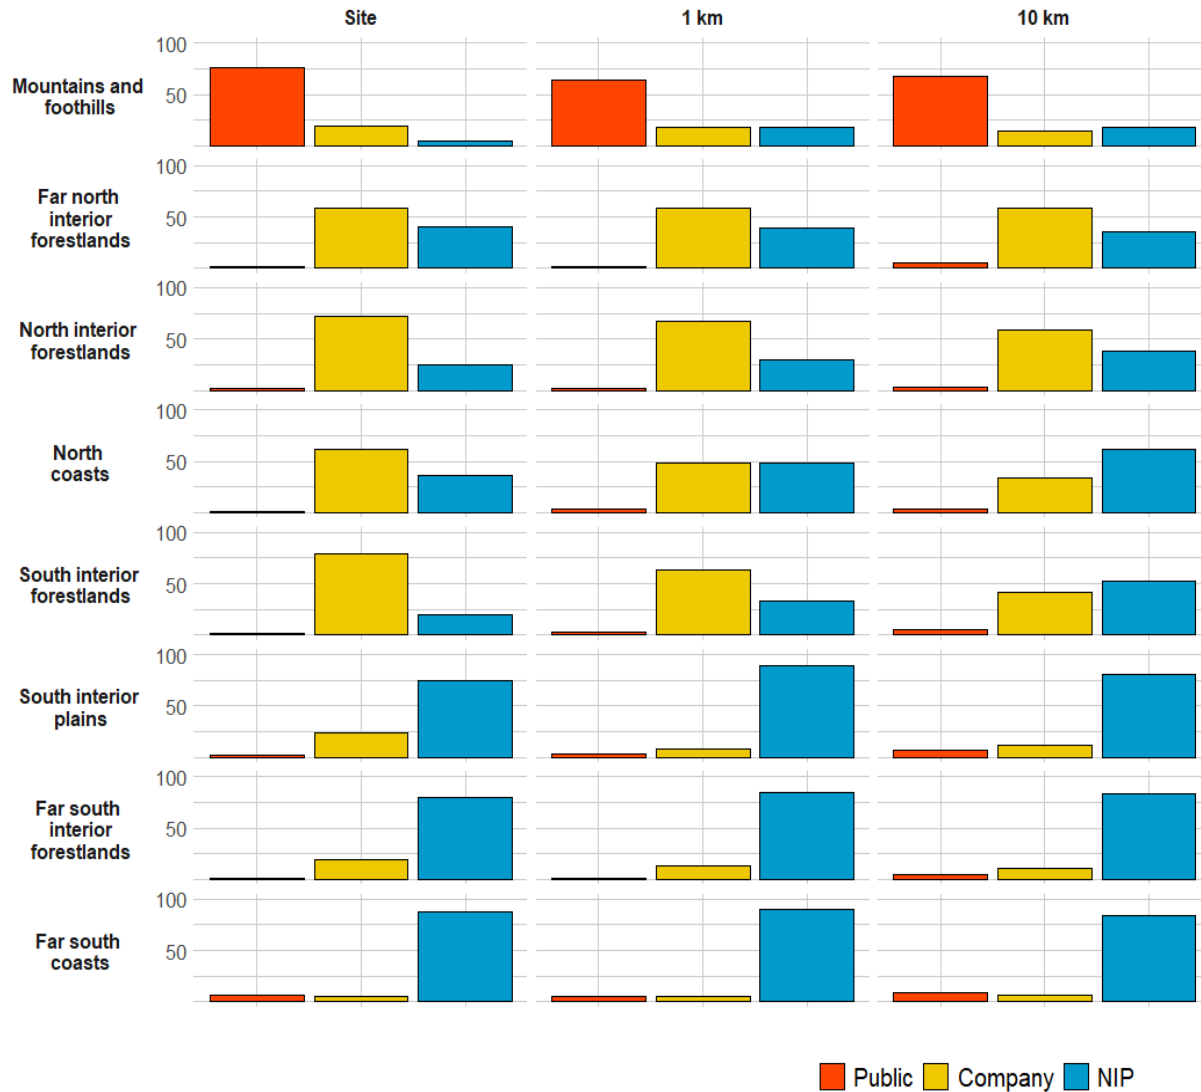 Site 1 km 10 km
100
50
Mountains and
foothills
100
50
Far north
interior
forestlands
100
50
North interior
forestlands
100
50
North
coasts
100
50
South interior
forestlands
100
50
South interior
plains
100
50
Far south
interior
forestlands
100
50
Far south
coasts
Public Company NIP